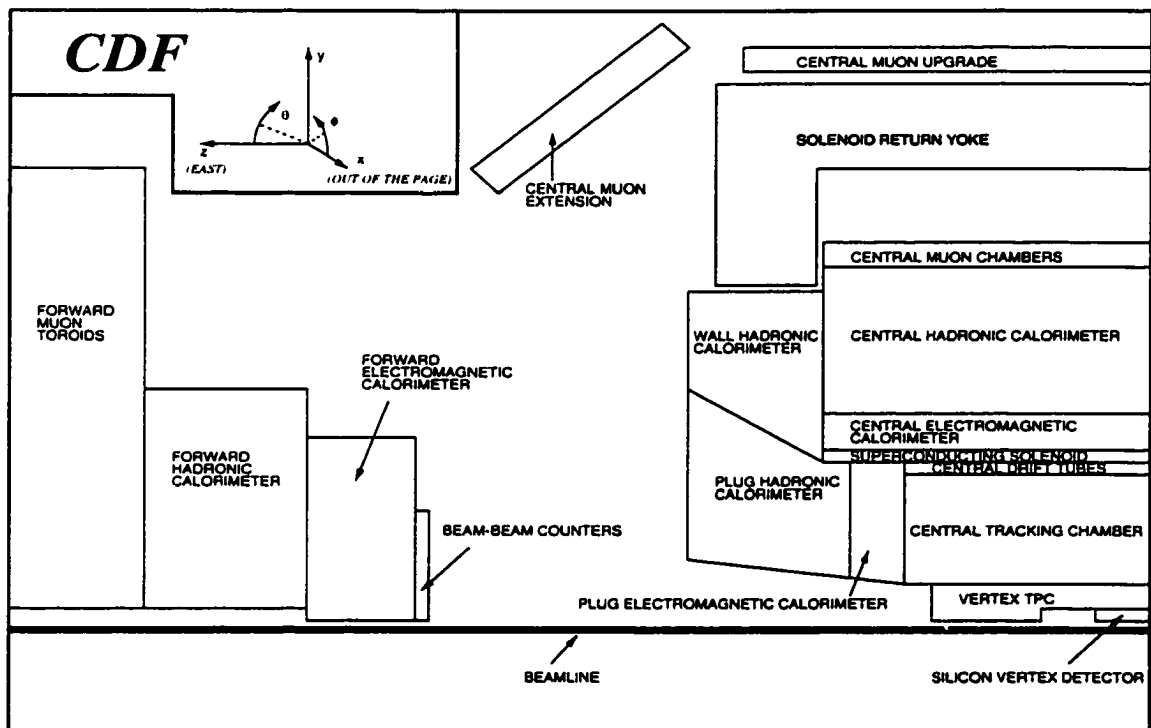 CDF
y
θ
φ
z
x
(EAST)
(OUT OF THE PAGE)
CENTRAL MUON
EXTENSION
CENTRAL MUON UPGRADE
SOLENOID RETURN YOKE
CENTRAL MUON CHAMBERS
FORWARD
MUON
TOROIDS
WALL HADRONIC
CALORIMETER
CENTRAL HADRONIC CALORIMETER
FORWARD
ELECTROMAGNETIC
CALORIMETER
FORWARD
HADRONIC
CALORIMETER
CENTRAL ELECTROMAGNETIC
CALORIMETER
SUPERCONDUCTING SOLENOID
CENTRAL DRIFT TUBES
PLUG HADRONIC
CALORIMETER
BEAM-BEAM COUNTERS
CENTRAL TRACKING CHAMBER
PLUG ELECTROMAGNETIC CALORIMETER
VERTEX TPC
BEAMLINE
SILICON VERTEX DETECTOR